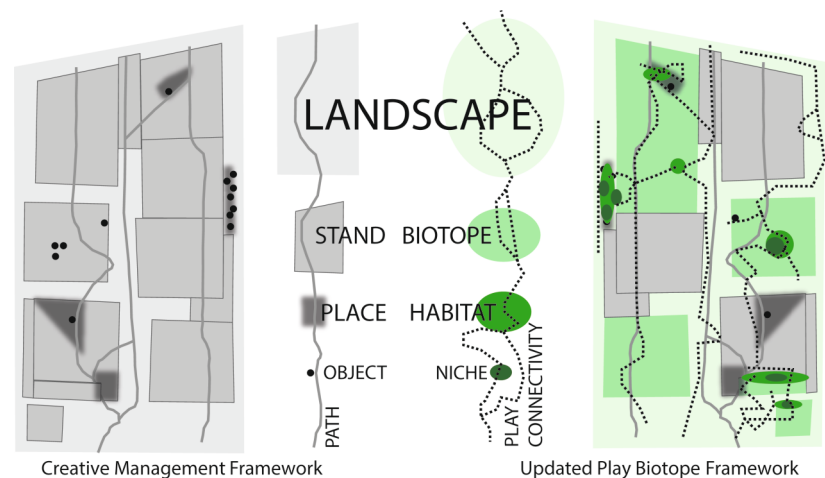 LANDSCAPE
STAND BIOTOPE
PLACE HABITAT
OBJECT NICHE
PATH
PLAY
CONNECTIVITY
Creative Management Framework
Updated Play Biotope Framework